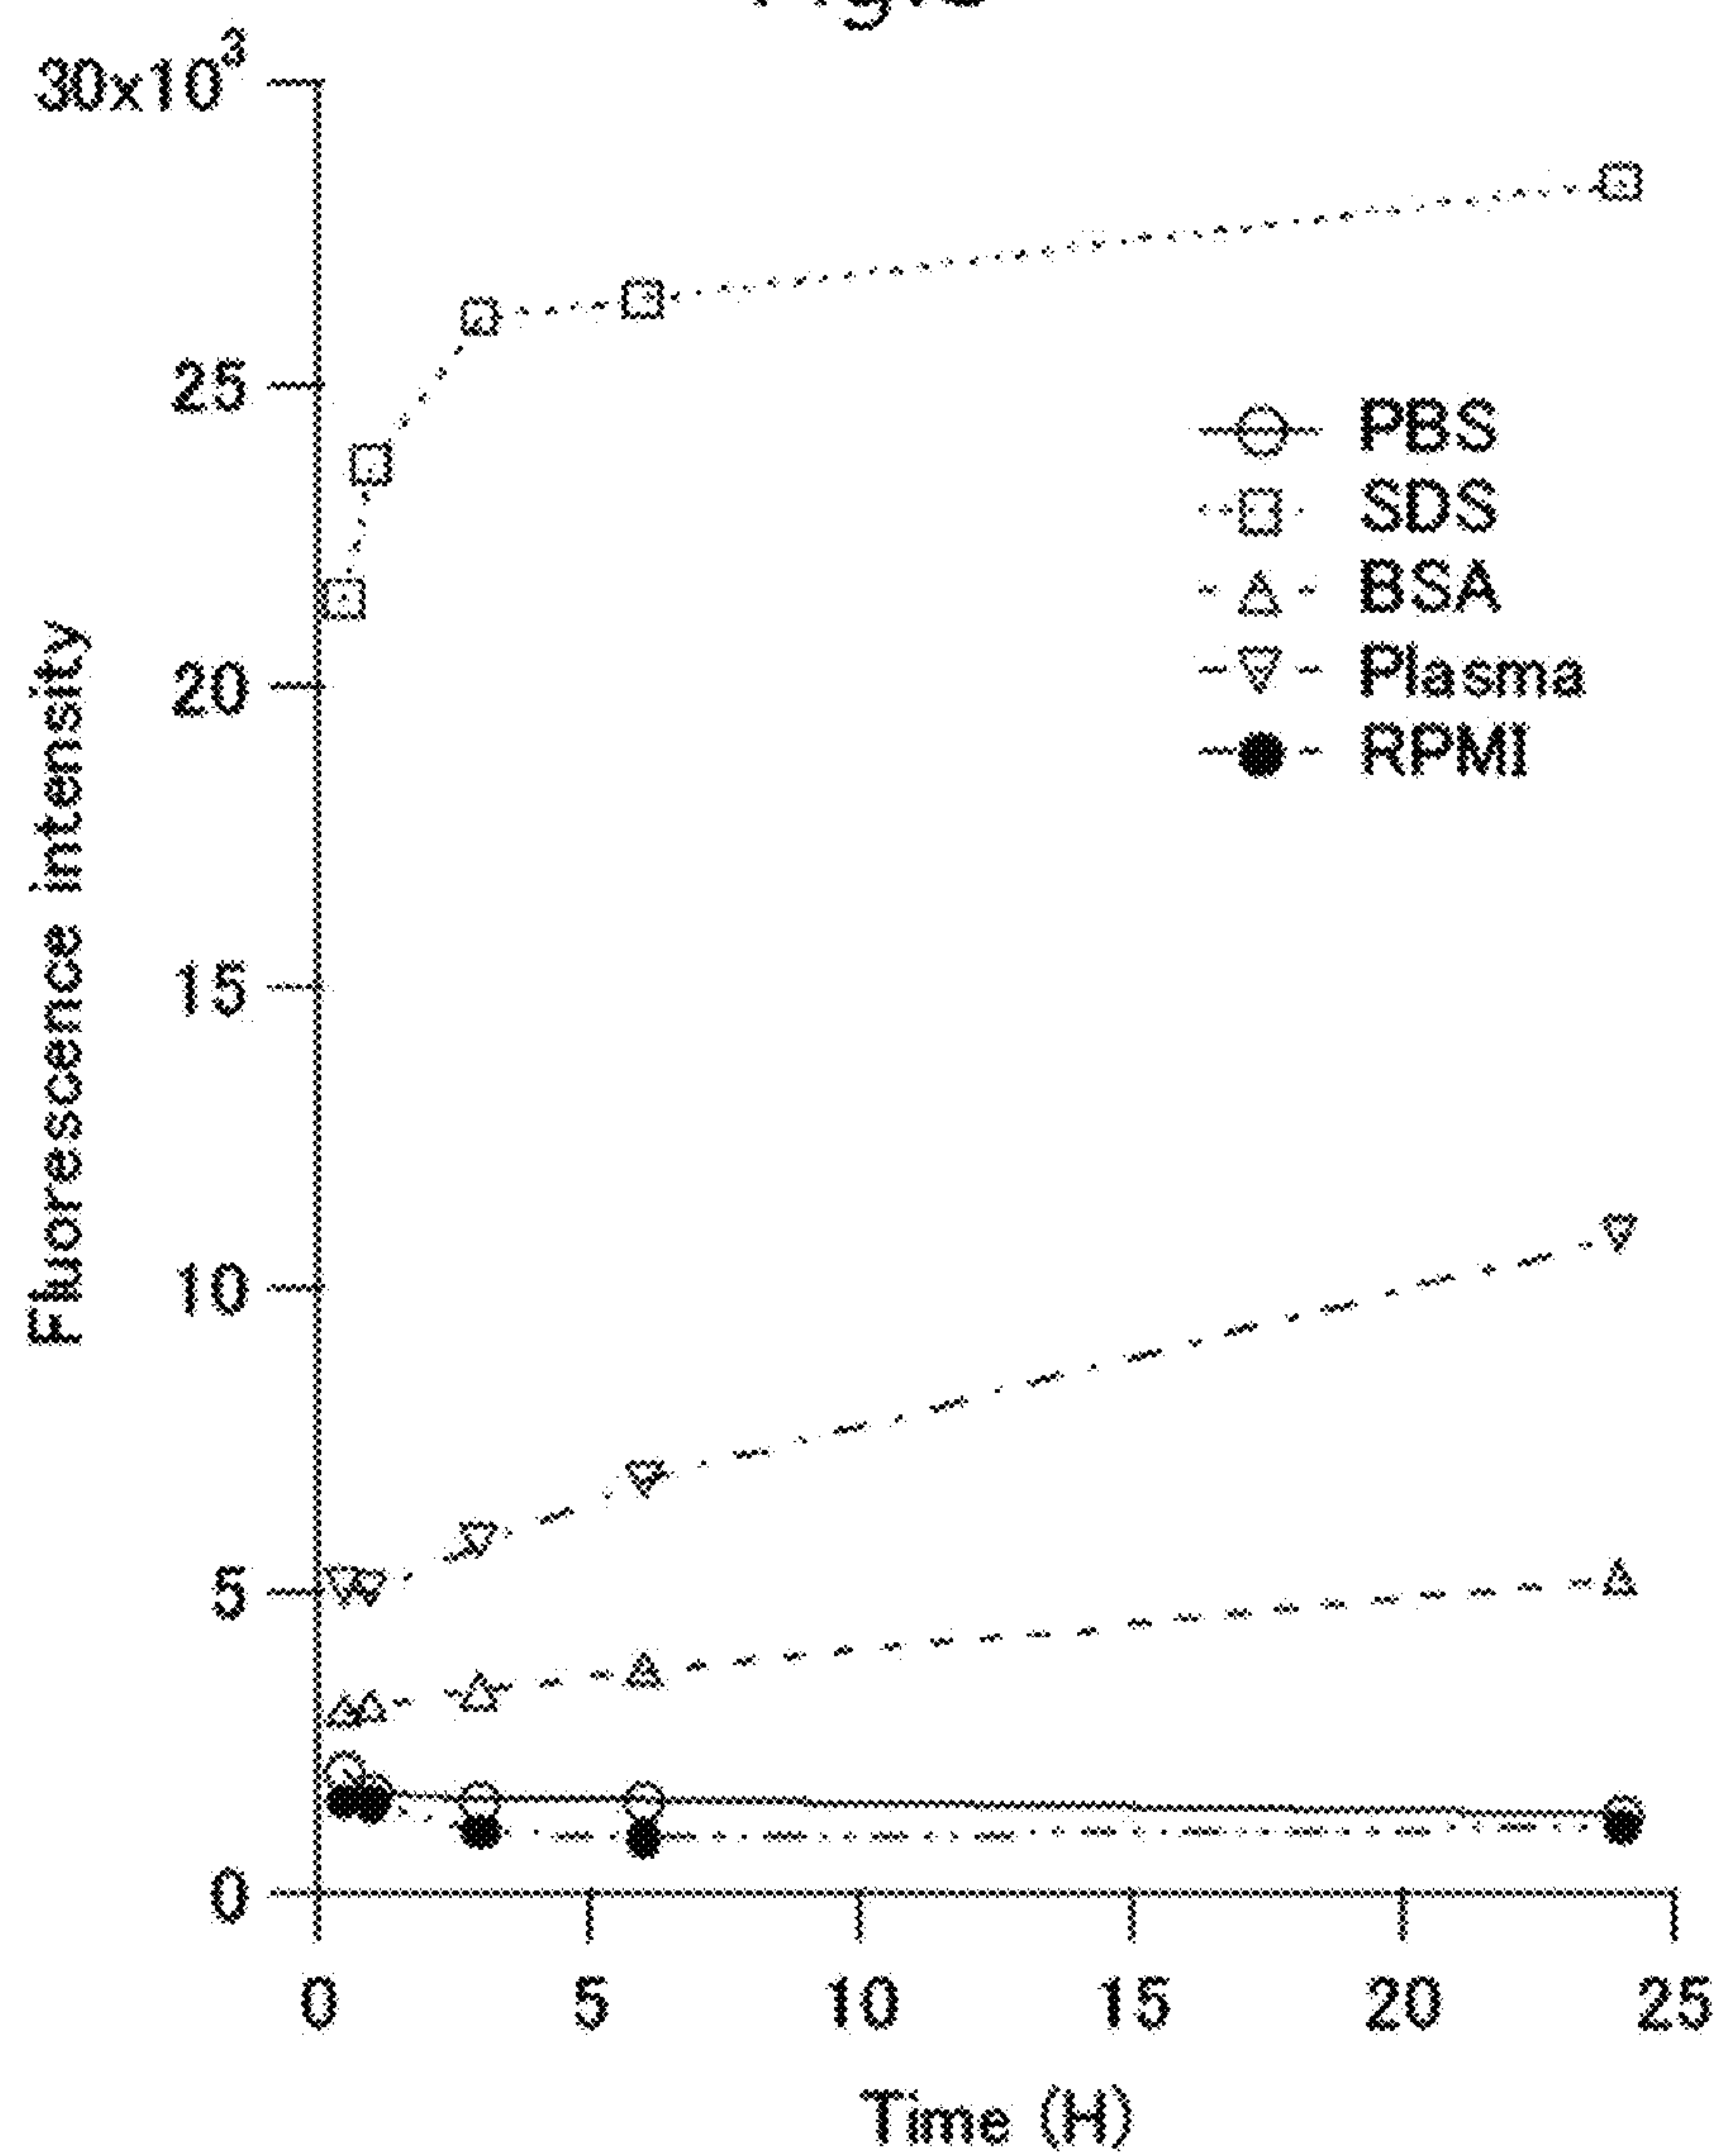 30x10³
25
20
15
10
5
0
Fluorescence intensity
PBS
SDS
BSA
Plasma
RPMI
0 5 10 15 20 25
Time (H)